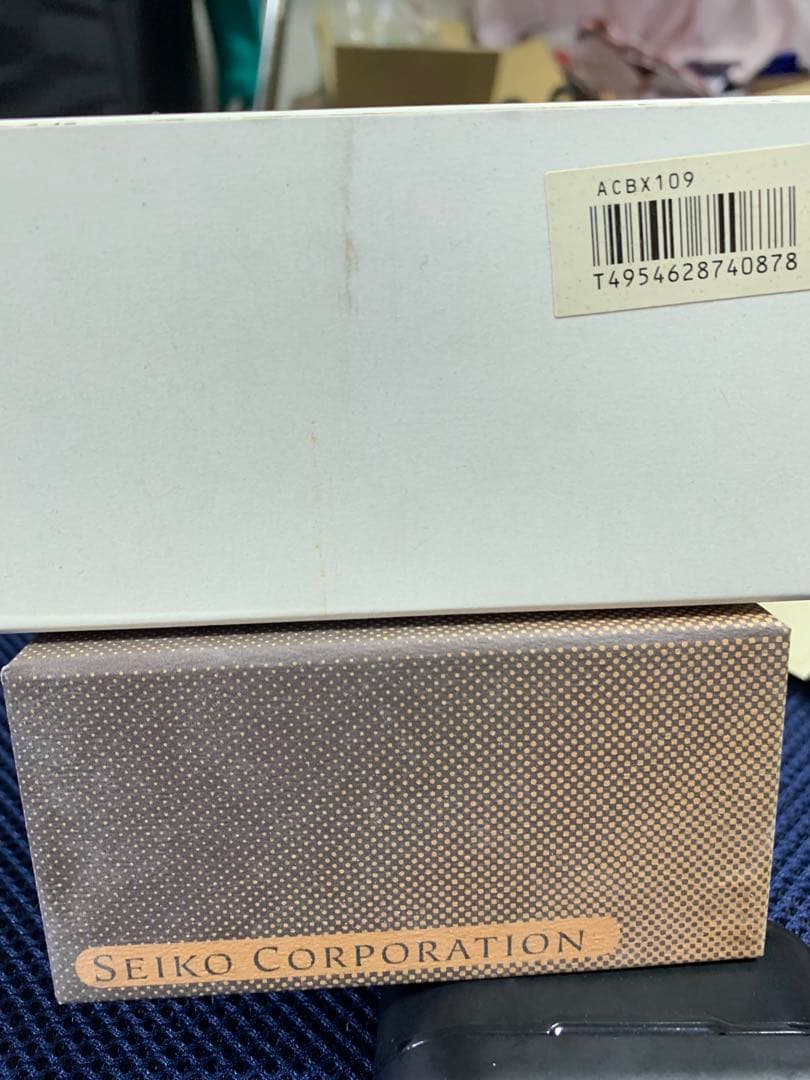 ACBX109
T4954628740878
SEIKO CORPORATION